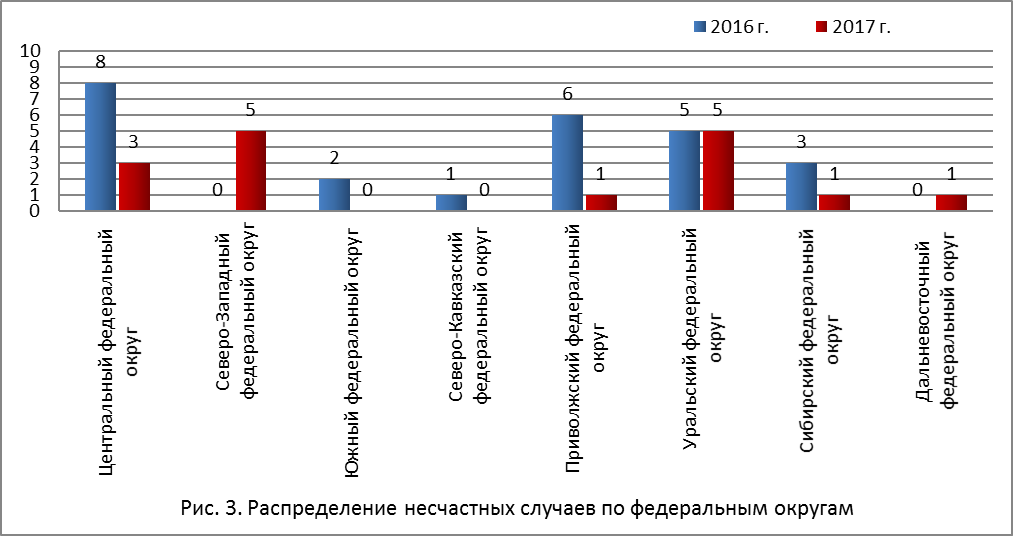 2016 г. 2017 г.
10
9
8
7
6
5
4
3
2
1
0
8 3
0 5
2 0
1 0
6 1
5 5
3 1
0 1
Центральный федеральный
округ
Северо-Западный
федеральный округ
Южный федеральный округ
Северо-Кавказский
федеральный округ
Приволжский федеральный
округ
Уральский федеральный
округ
Сибирский федеральный
округ
Дальневосточный
федеральный округ
Рис. 3. Распределение несчастных случаев по федеральным округам